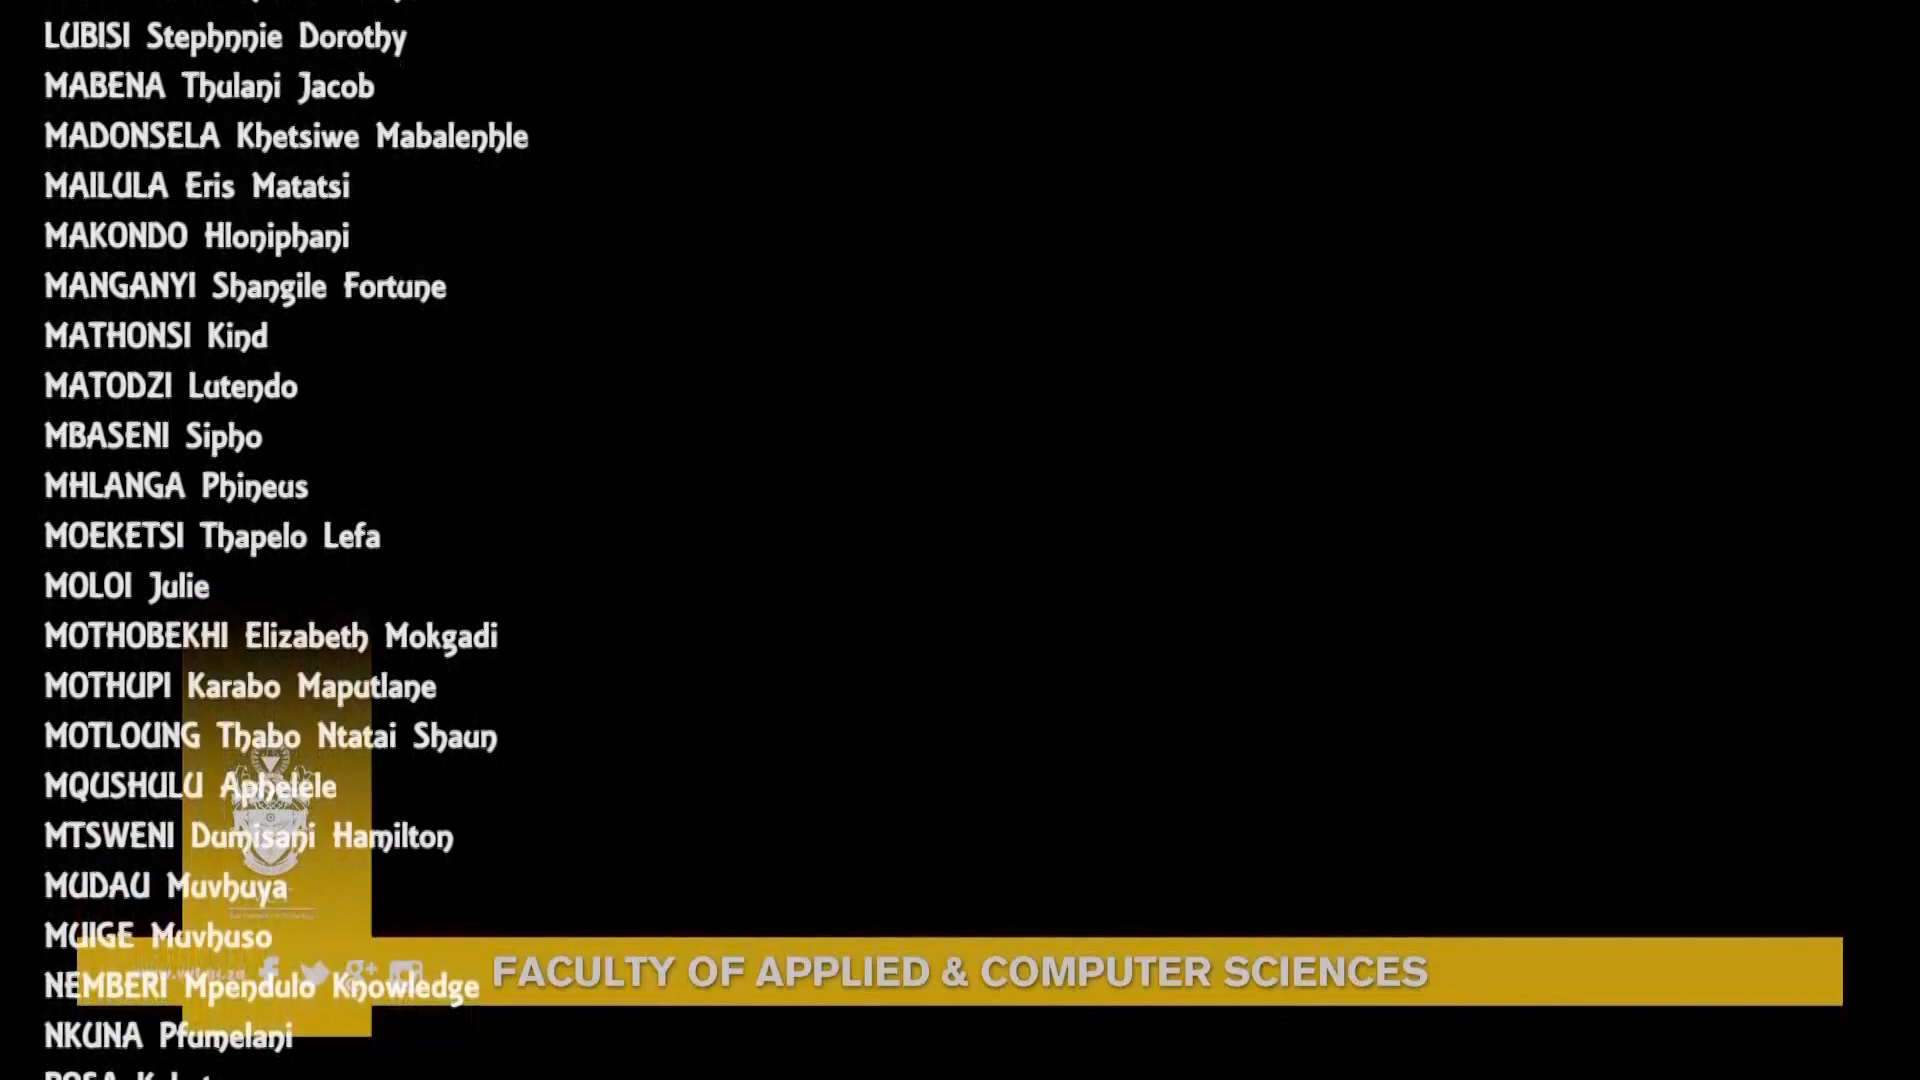 LUBISI Stephnnie Dorothy
MABENA Thulani Jacob
MADONSELA Khetsiwe Mabalenhle
MAILULA Eris Matatsi
MAKONDO Hloniphani
MANGANYI Shangile Fortune
MATHONSI Kind
MATODZI Lutendo
MBASENI Sipho
MHLANGA Phineus
MOEKETSI Thapelo Lefa
MOLOI Julie
MOTHOBEKHI Elizabeth Mokgadi
MOTHUPI Karabo Maputlane
MOTLOUNG Thabo Ntatai Shaun
MQUSHULU Aphelele
MTSWENI Dumisani Hamilton
MUDAU Muvhuya
MUIGE Muvhuso
NEMBERI Mpendulo Knowledge
FACULTY OF APPLIED & COMPUTER SCIENCES
NKUNA Pfumelani